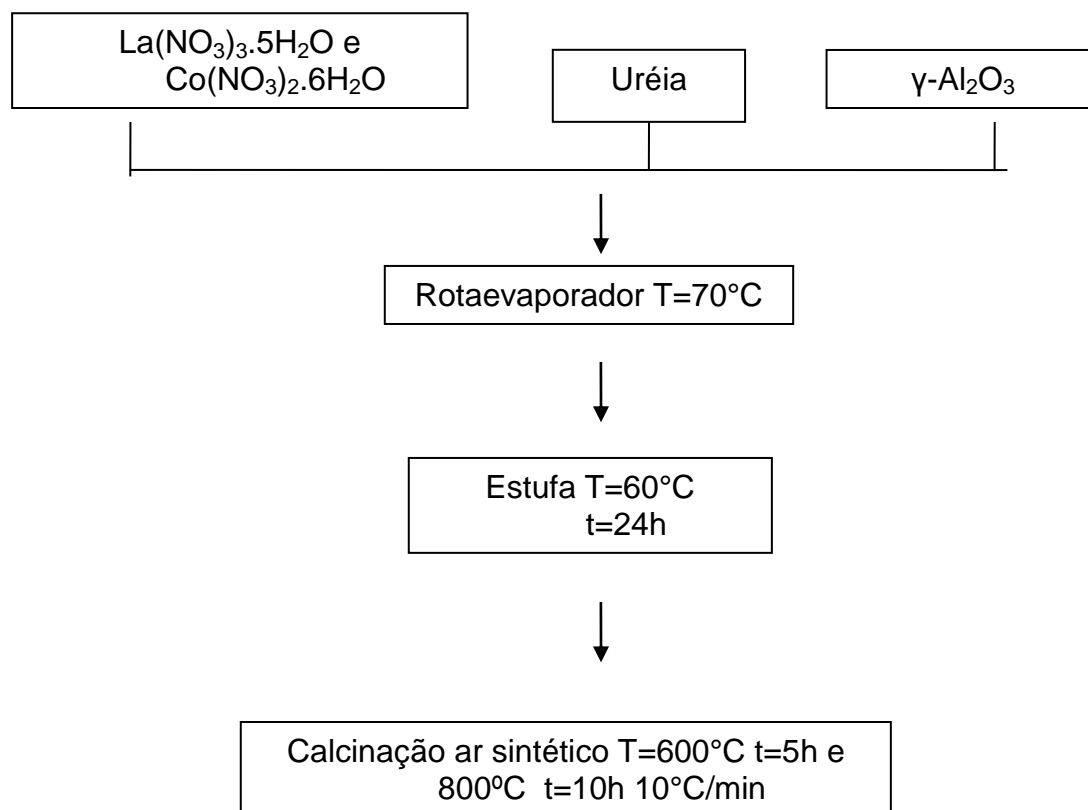 La(NO₃)₃.5H₂O e
Co(NO₃)₂.6H₂O
Uréia
γ-Al₂O₃
Rotaevaporador T=70°C
Estufa T=60°C
t=24h
Calcinação ar sintético T=600°C t=5h e
800ºC t=10h 10°C/min